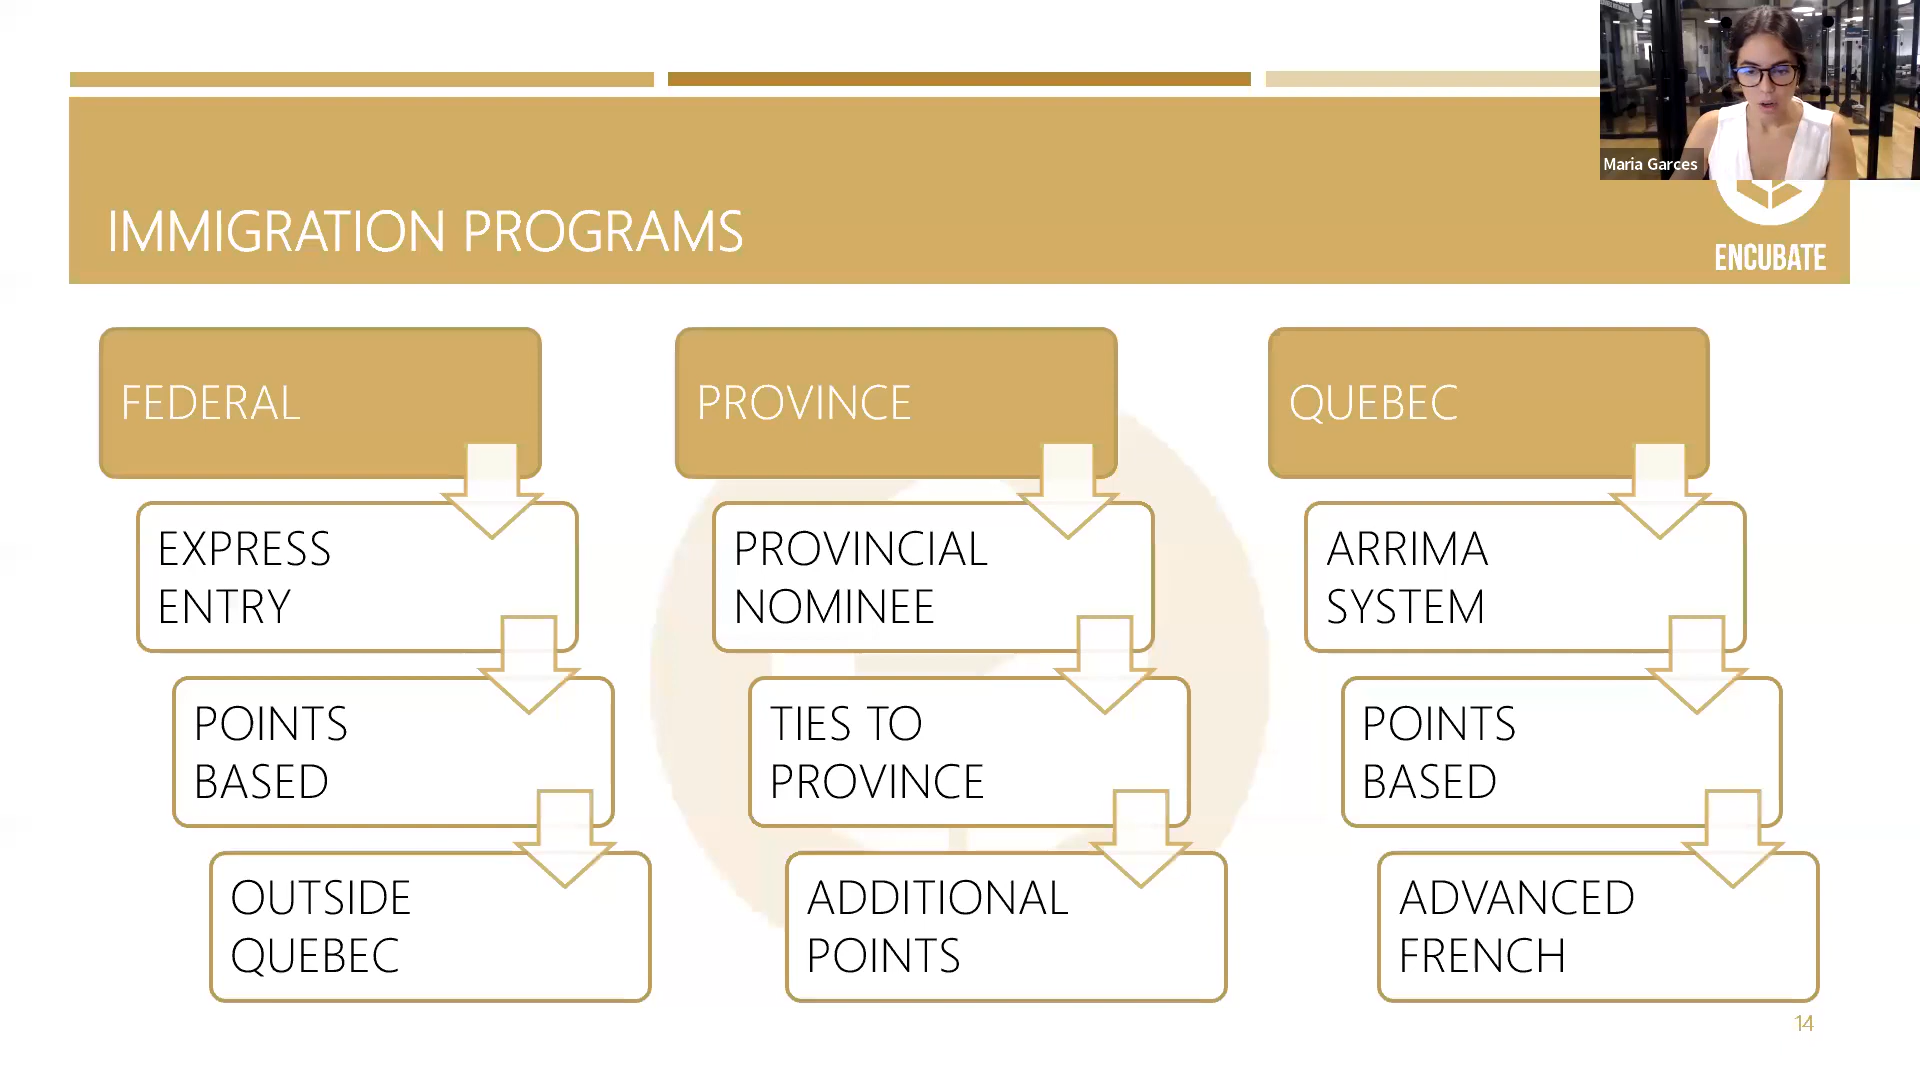 Maria Garces
IMMIGRATION PROGRAMS
ENCUBATE
FEDERAL
EXPRESS
ENTRY
POINTS
BASED
OUTSIDE
QUEBEC
PROVINCE
PROVINCIAL
NOMINEE
TIES TO
PROVINCE
ADDITIONAL
POINTS
QUEBEC
ARRIMA
SYSTEM
POINTS
BASED
ADVANCED
FRENCH
14